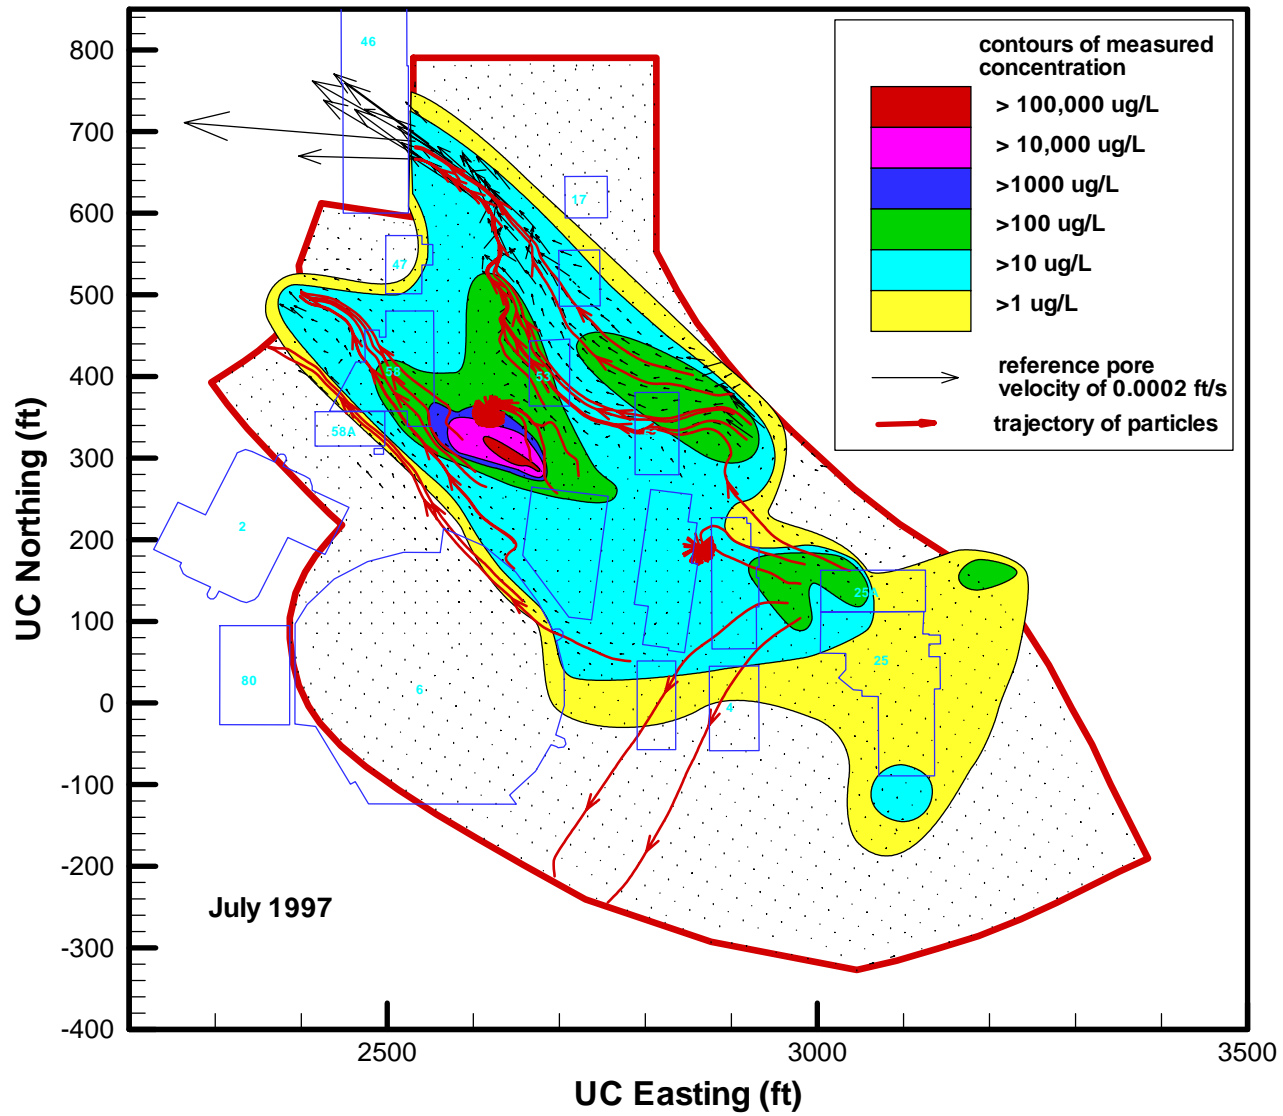 contours of measured
concentration
> 100,000 ug/L
> 10,000 ug/L
>1000 ug/L
>100 ug/L
>10 ug/L
>1 ug/L
reference pore
velocity of 0.0002 ft/s
trajectory of particles
UC Northing (ft)
800
700
600
500
400
300
200
100
0
-100
-200
-300
-400
46
17
47
58
53
58A
2
25A
25
80
6
4
July 1997
2500
3000
3500
UC Easting (ft)